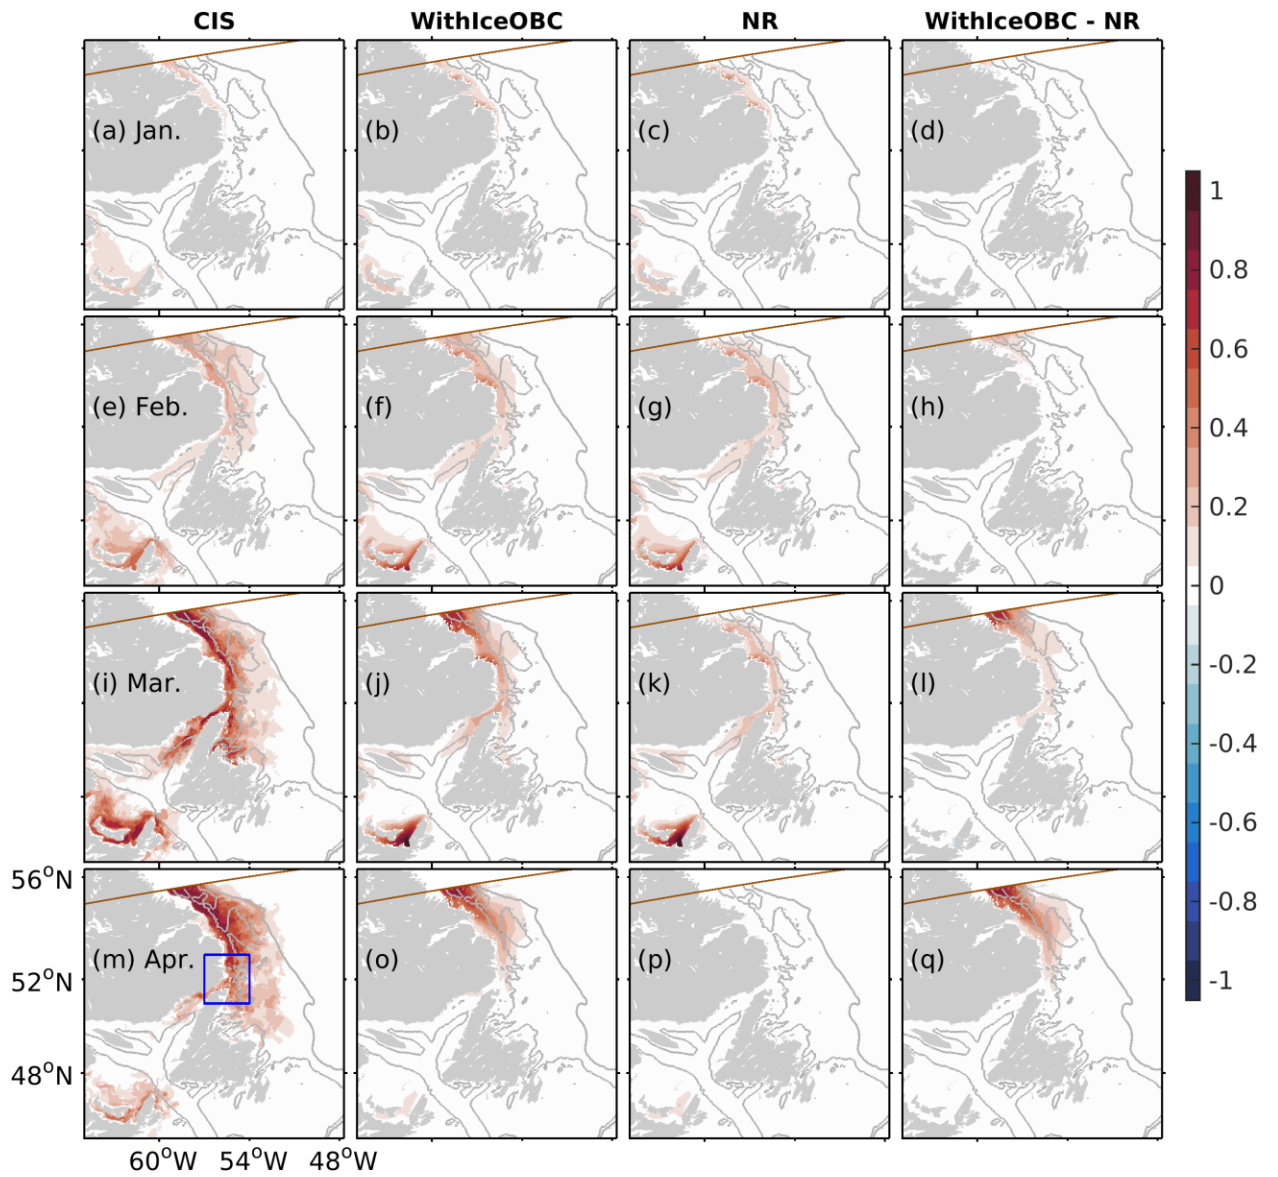 CIS WithIceOBC NR WithIceOBC - NR
(a) Jan. (b) (c) (d)
(e) Feb. (f) (g) (h)
(i) Mar. (j) (k) (l)
(m) Apr. (o) (p) (q)
56°N
52°N
48°N
60°W 54°W 48°W
1
0.8
0.6
0.4
0.2
0
-0.2
-0.4
-0.6
-0.8
-1